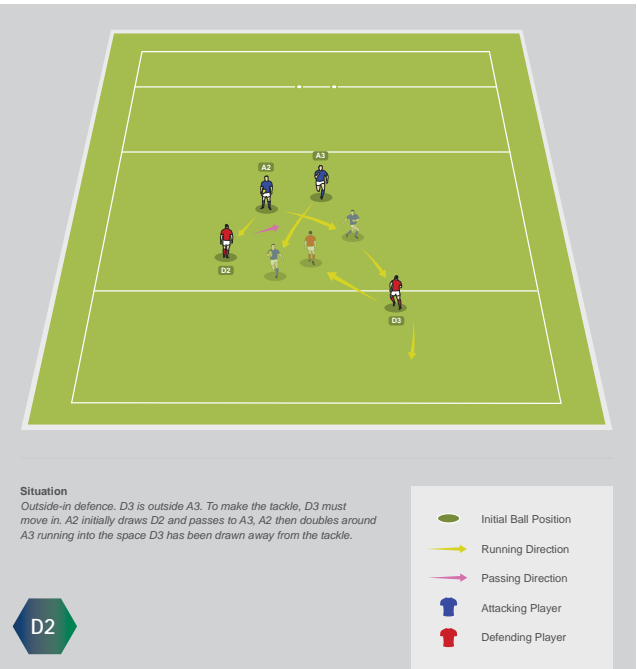 A3
A2
D2
D3
Situation
Outside-in defence. D3 is outside A3. To make the tackle, D3 must
move in. A2 initially draws D2 and passes to A3, A2 then doubles around
A3 running into the space D3 has been drawn away from the tackle.
Initial Ball Position
Running Direction
Passing Direction
Attacking Player
Defending Player
D2